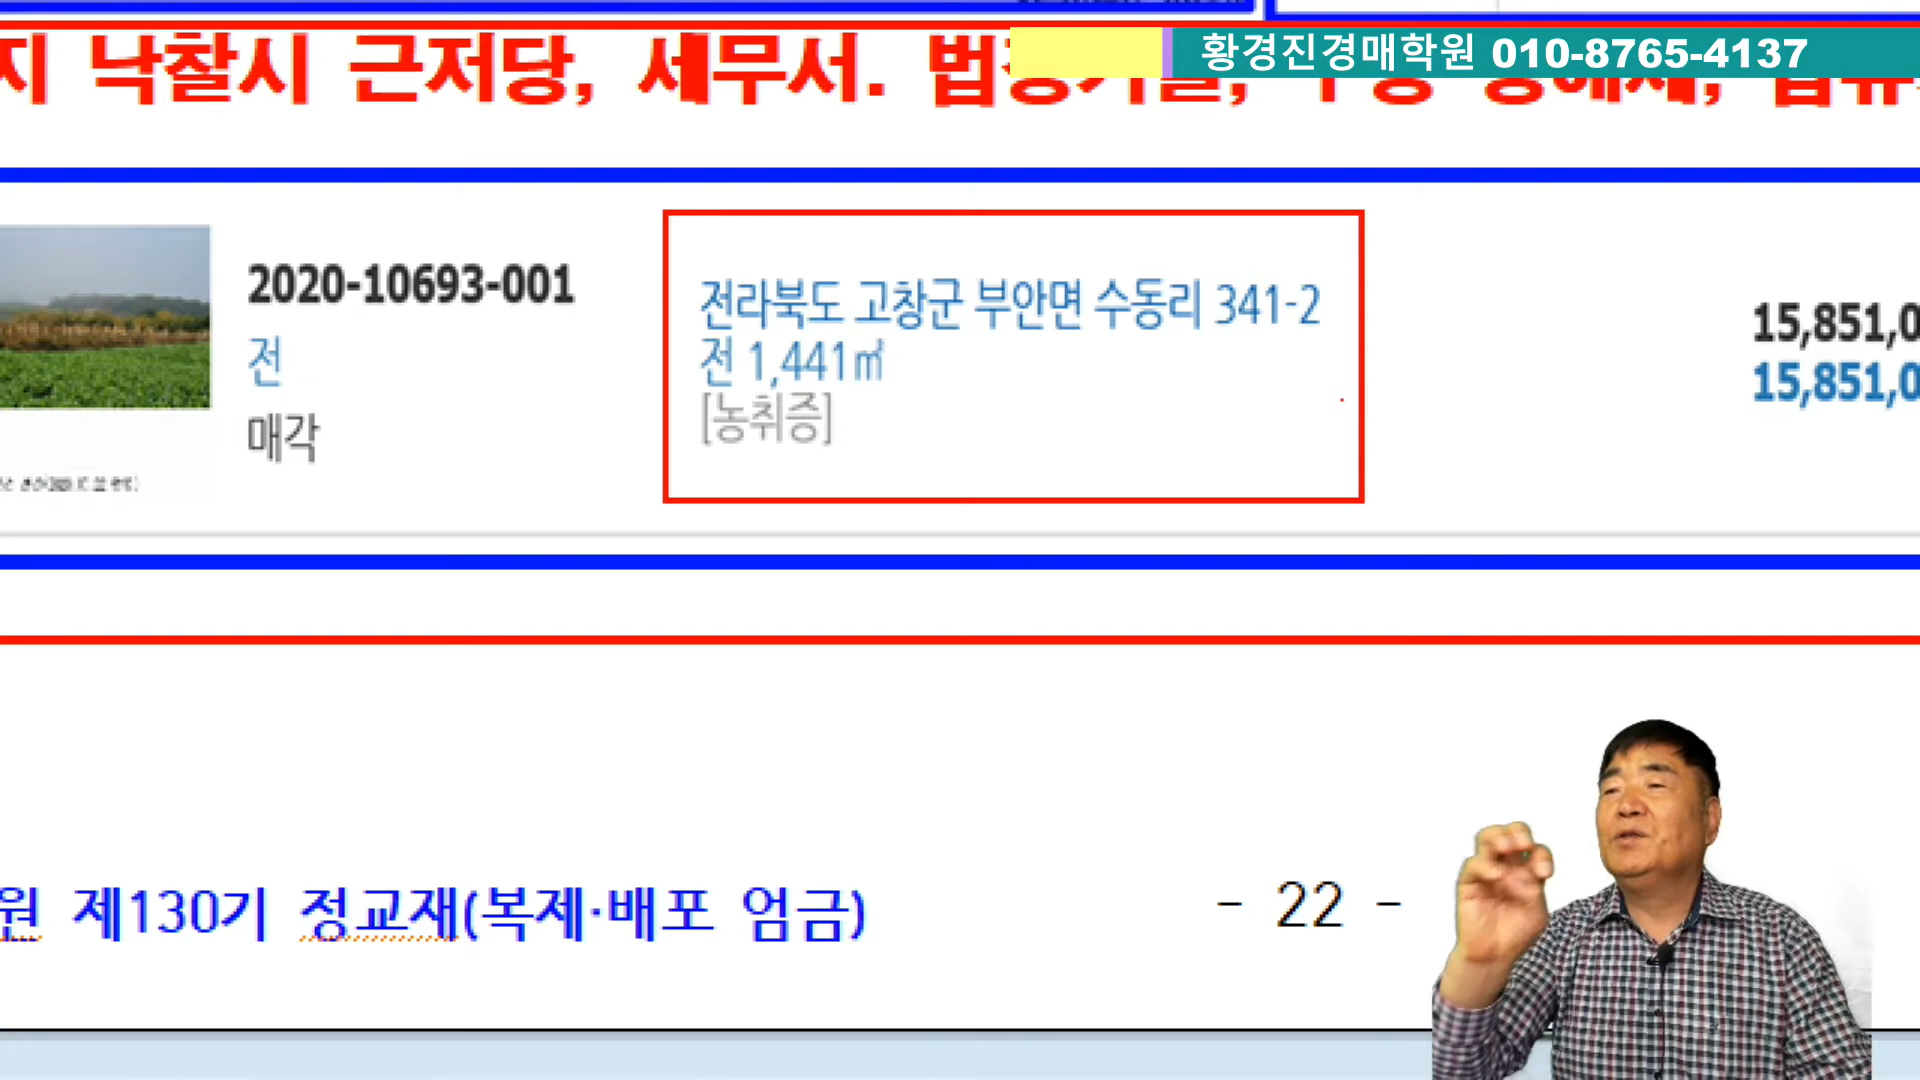 황경진경매학원 010-8765-4137
지 낙찰시 근저당, 세무서.
2020-10693-001
전
매각
전라북도 고창군 부안면 수동리 341-2
전 1,441㎡
[농취증]
15,851,0
15,851,0
원 제130기 정교재(복제·배포 엄금)
- 22 -